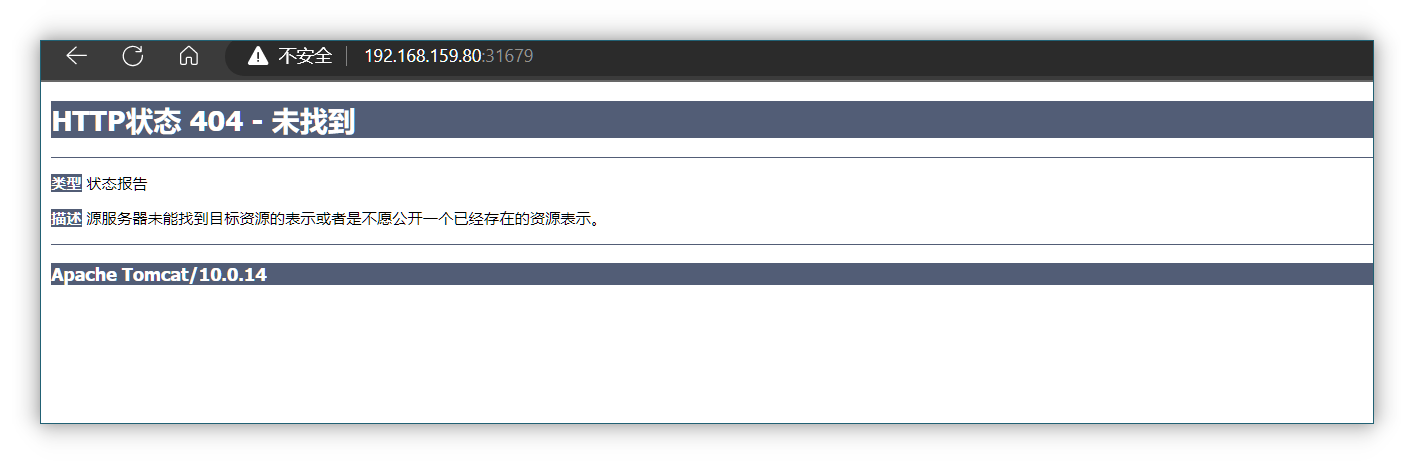 不安全 192.168.159.80:31679
HTTP状态 404 - 未找到
类型 状态报告
描述 源服务器未能找到目标资源的表示或者是不愿公开一个已经存在的资源表示。
Apache Tomcat/10.0.14